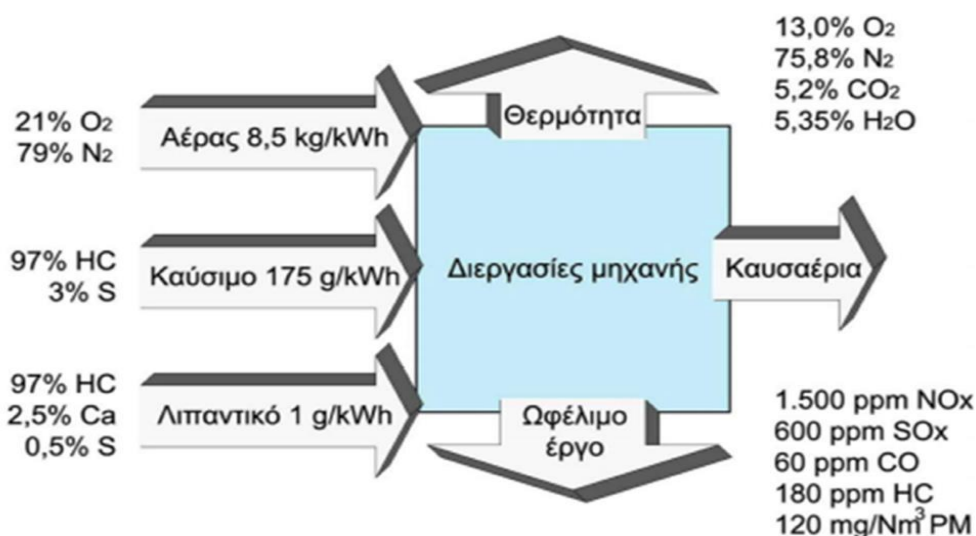 21% O₂
79% N₂
Αέρας 8,5 kg/kWh
97% HC
3% S
Καύσιμο 175 g/kWh
97% HC
2,5% Ca
0,5% S
Λιπαντικό 1 g/kWh
Θερμότητα
Διεργασίες μηχανής
Ωφέλιμο
έργο
Καυσαέρια
13,0% O₂
75,8% N₂
5,2% CO₂
5,35% H₂O
1.500 ppm NOx
600 ppm SOx
60 ppm CO
180 ppm HC
120 mg/Nm³ PM